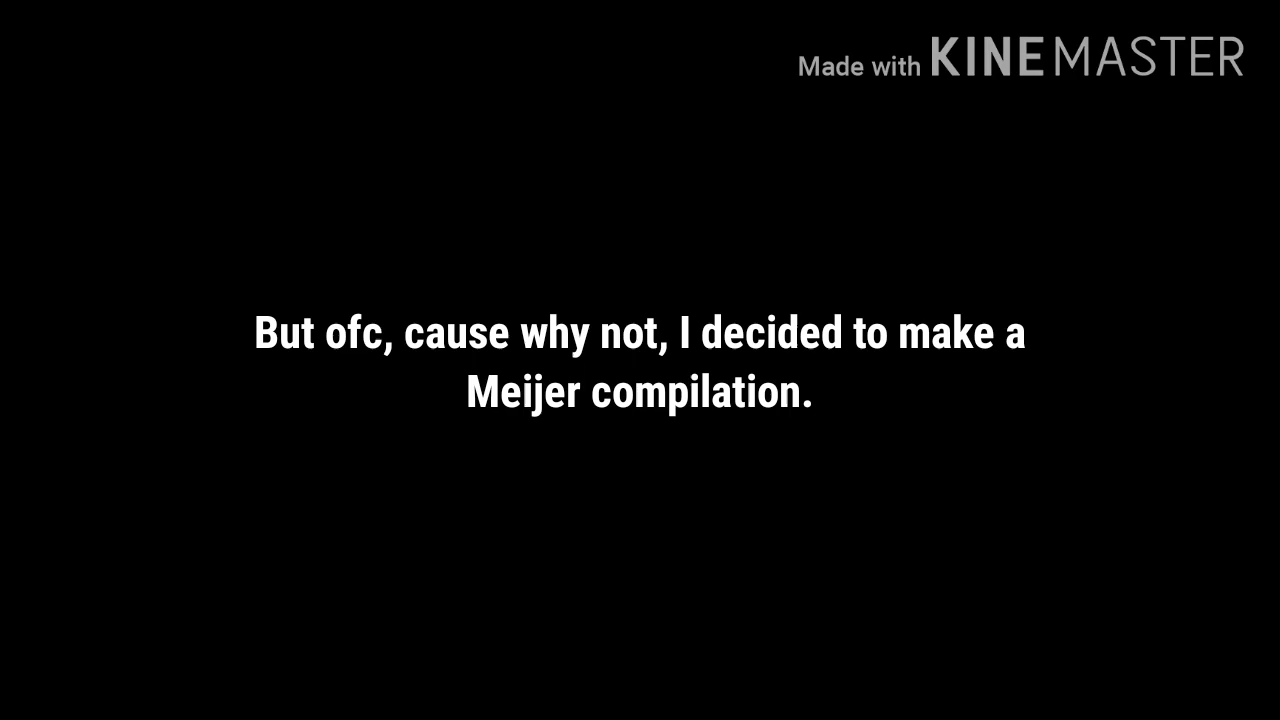 Made with KINEMASTER
But ofc, cause why not, I decided to make a
Meijer compilation.